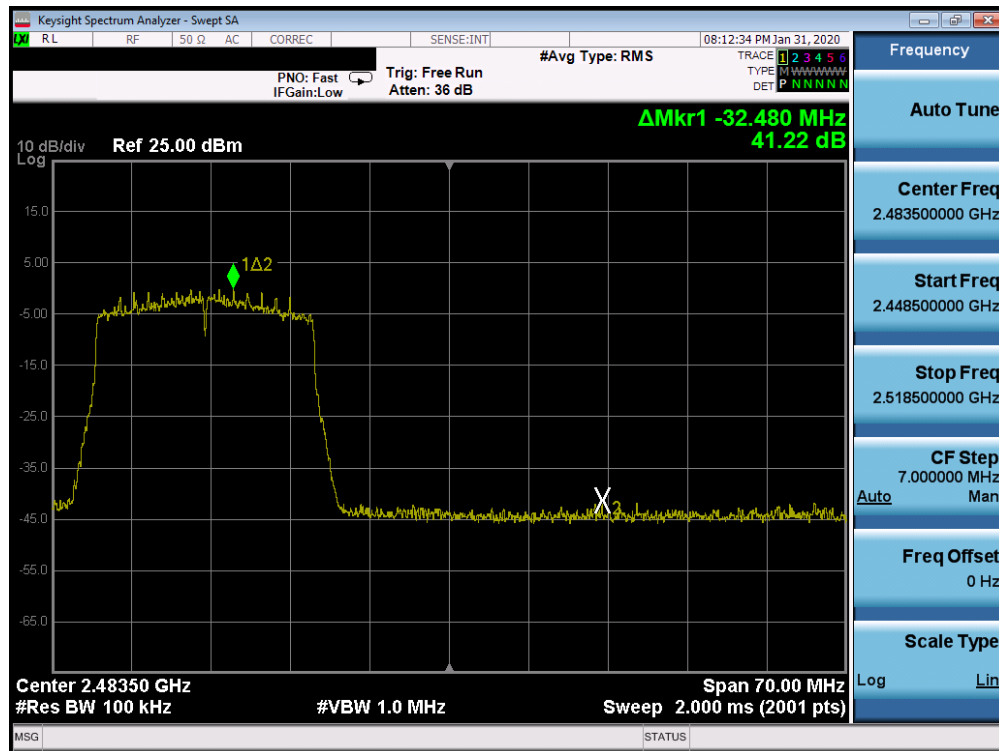 Keysight Spectrum Analyzer - Swept SA
LXI RL RF 50 Ω AC CORREC SENSE:INT 08:12:34 PM Jan 31, 2020
#Avg Type: RMS TRACE 1 2 3 4 5 6
PNO: Fast Trig: Free Run TYPE M WWWWW
IFGain:Low Atten: 36 dB DET P N N N N N
ΔMkr1 -32.480 MHz
41.22 dB
10 dB/div Ref 25.00 dBm
Log
15.0
5.00
-5.00
-15.0
-25.0
-35.0
-45.0
-55.0
-65.0
1Δ2
X2
Center 2.48350 GHz Span 70.00 MHz
#Res BW 100 kHz #VBW 1.0 MHz Sweep 2.000 ms (2001 pts)
MSG STATUS
Frequency
Auto Tune
Center Freq
2.483500000 GHz
Start Freq
2.448500000 GHz
Stop Freq
2.518500000 GHz
CF Step
7.000000 MHz
Auto Man
Freq Offset
0 Hz
Scale Type
Log Lin